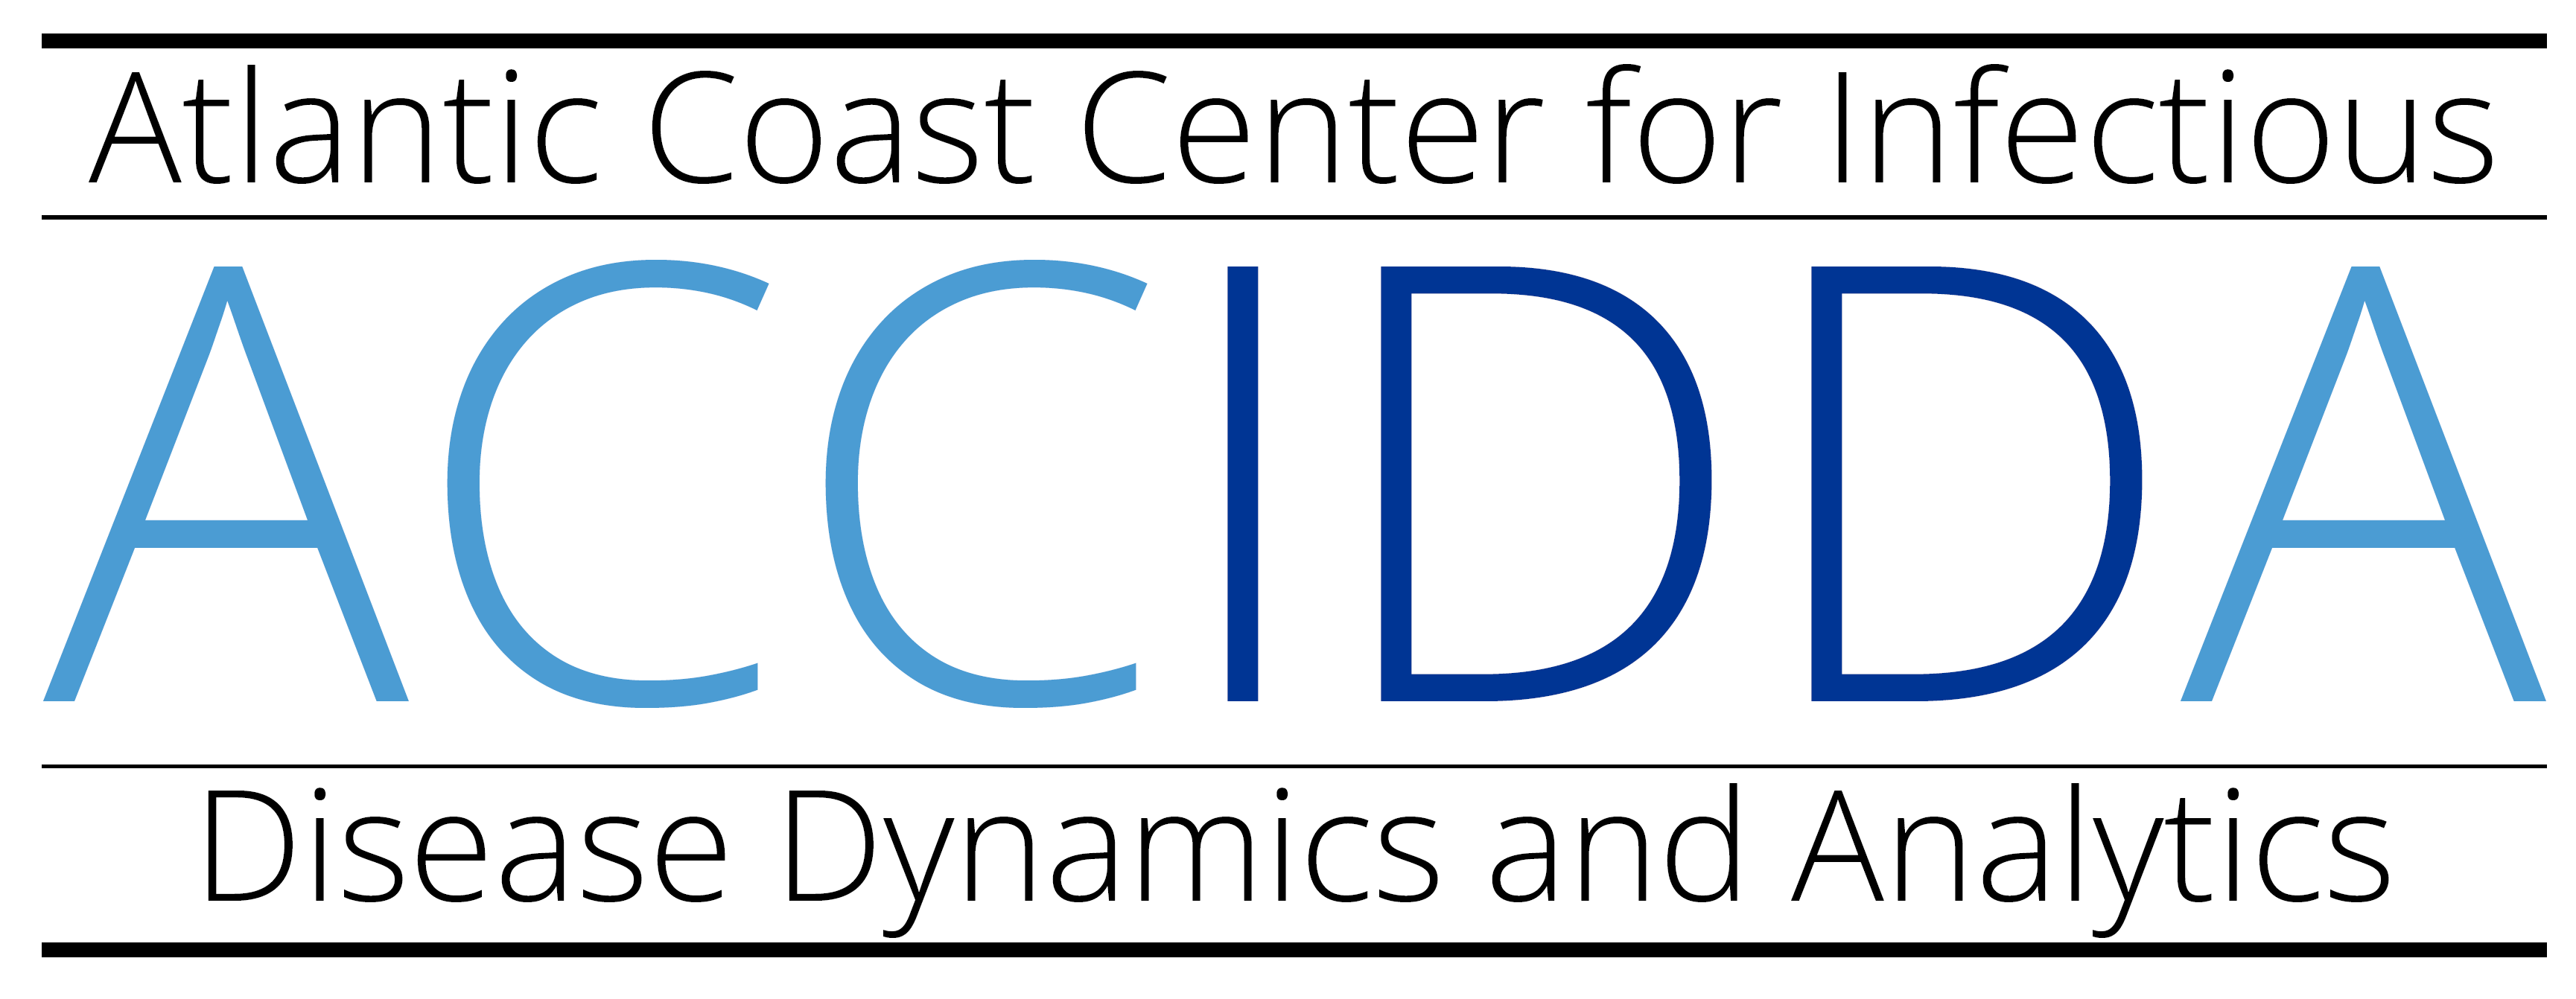 Atlantic Coast Center for Infectious
ACCIDDA
Disease Dynamics and Analytics